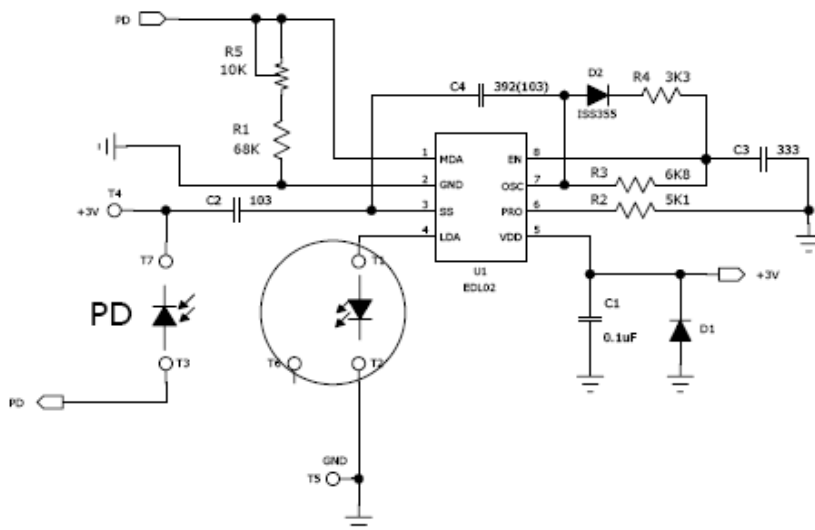 PD
R5
10K
R1
68K
C4 392(103)
D2
ISS355
R4 3K3
1 MDA EN 8
2 GND OSC 7
3 SS PRO 6
4 LDA VDD 5
U1
EDL02
R3 6K8
R2 5K1
C3 333
T4
+3V
C2 103
T7
PD
T3
PD
T1
T6 T2
GND
T5
C1
0.1uF
D1
+3V